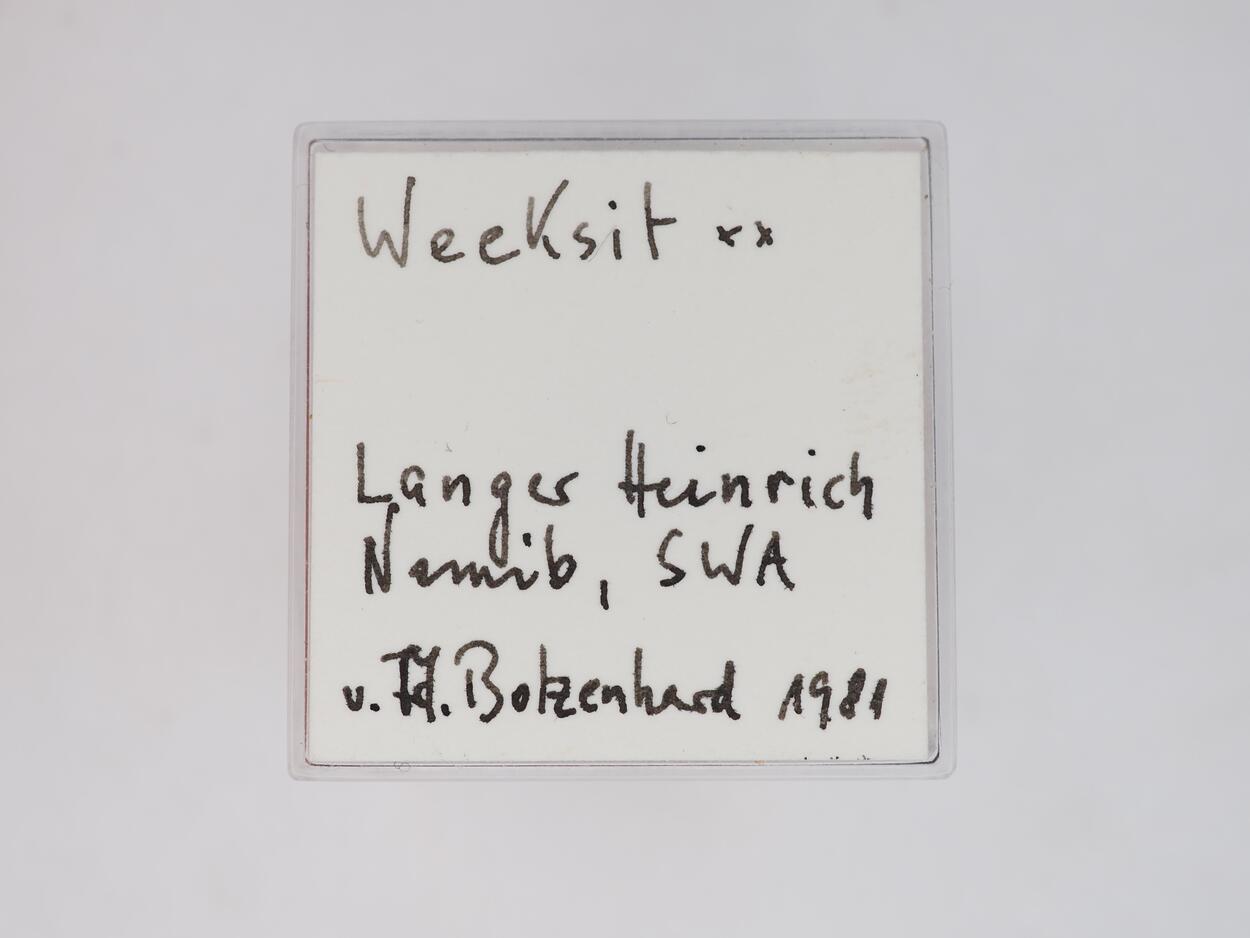 Weeksit xx
Langer Heinrich
Namib, SWA
v. Botzenhard 1981